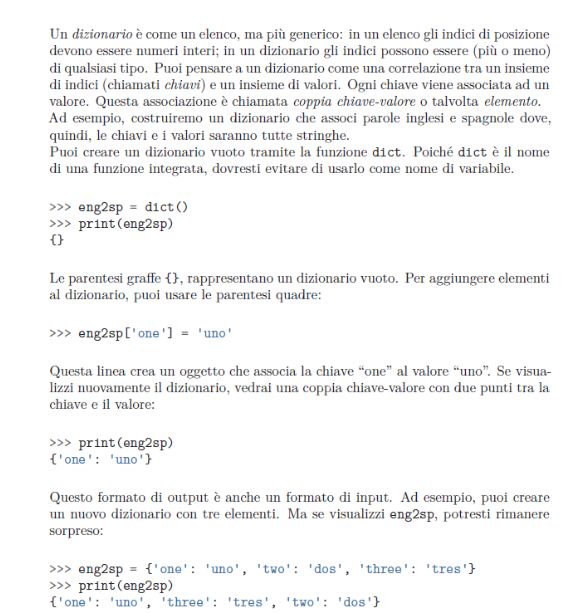 Un dizionario è come un elenco, ma più generico: in un elenco gli indici di posizione
devono essere numeri interi; in un dizionario gli indici possono essere (più o meno)
di qualsiasi tipo. Puoi pensare a un dizionario come una correlazione tra un insieme
di indici (chiamati chiavi) e un insieme di valori. Ogni chiave viene associata ad un
valore. Questa associazione è chiamata coppia chiave-valore o talvolta elemento.
Ad esempio, costruiremo un dizionario che associ parole inglesi e spagnole dove,
quindi, le chiavi e i valori saranno tutte stringhe.
Puoi creare un dizionario vuoto tramite la funzione dict. Poiché dict è il nome
di una funzione integrata, dovresti evitare di usarlo come nome di variabile.
>>> eng2sp = dict()
>>> print(eng2sp)
{}
Le parentesi graffe {}, rappresentano un dizionario vuoto. Per aggiungere elementi
al dizionario, puoi usare le parentesi quadre:
>>> eng2sp['one'] = 'uno'
Questa linea crea un oggetto che associa la chiave “one” al valore “uno”. Se visua-
lizzi nuovamente il dizionario, vedrai una coppia chiave-valore con due punti tra la
chiave e il valore:
>>> print(eng2sp)
{'one': 'uno'}
Questo formato di output è anche un formato di input. Ad esempio, puoi creare
un nuovo dizionario con tre elementi. Ma se visualizzi eng2sp, potresti rimanere
sorpreso:
>>> eng2sp = {'one': 'uno', 'two': 'dos', 'three': 'tres'}
>>> print(eng2sp)
{'one': 'uno', 'three': 'tres', 'two': 'dos'}